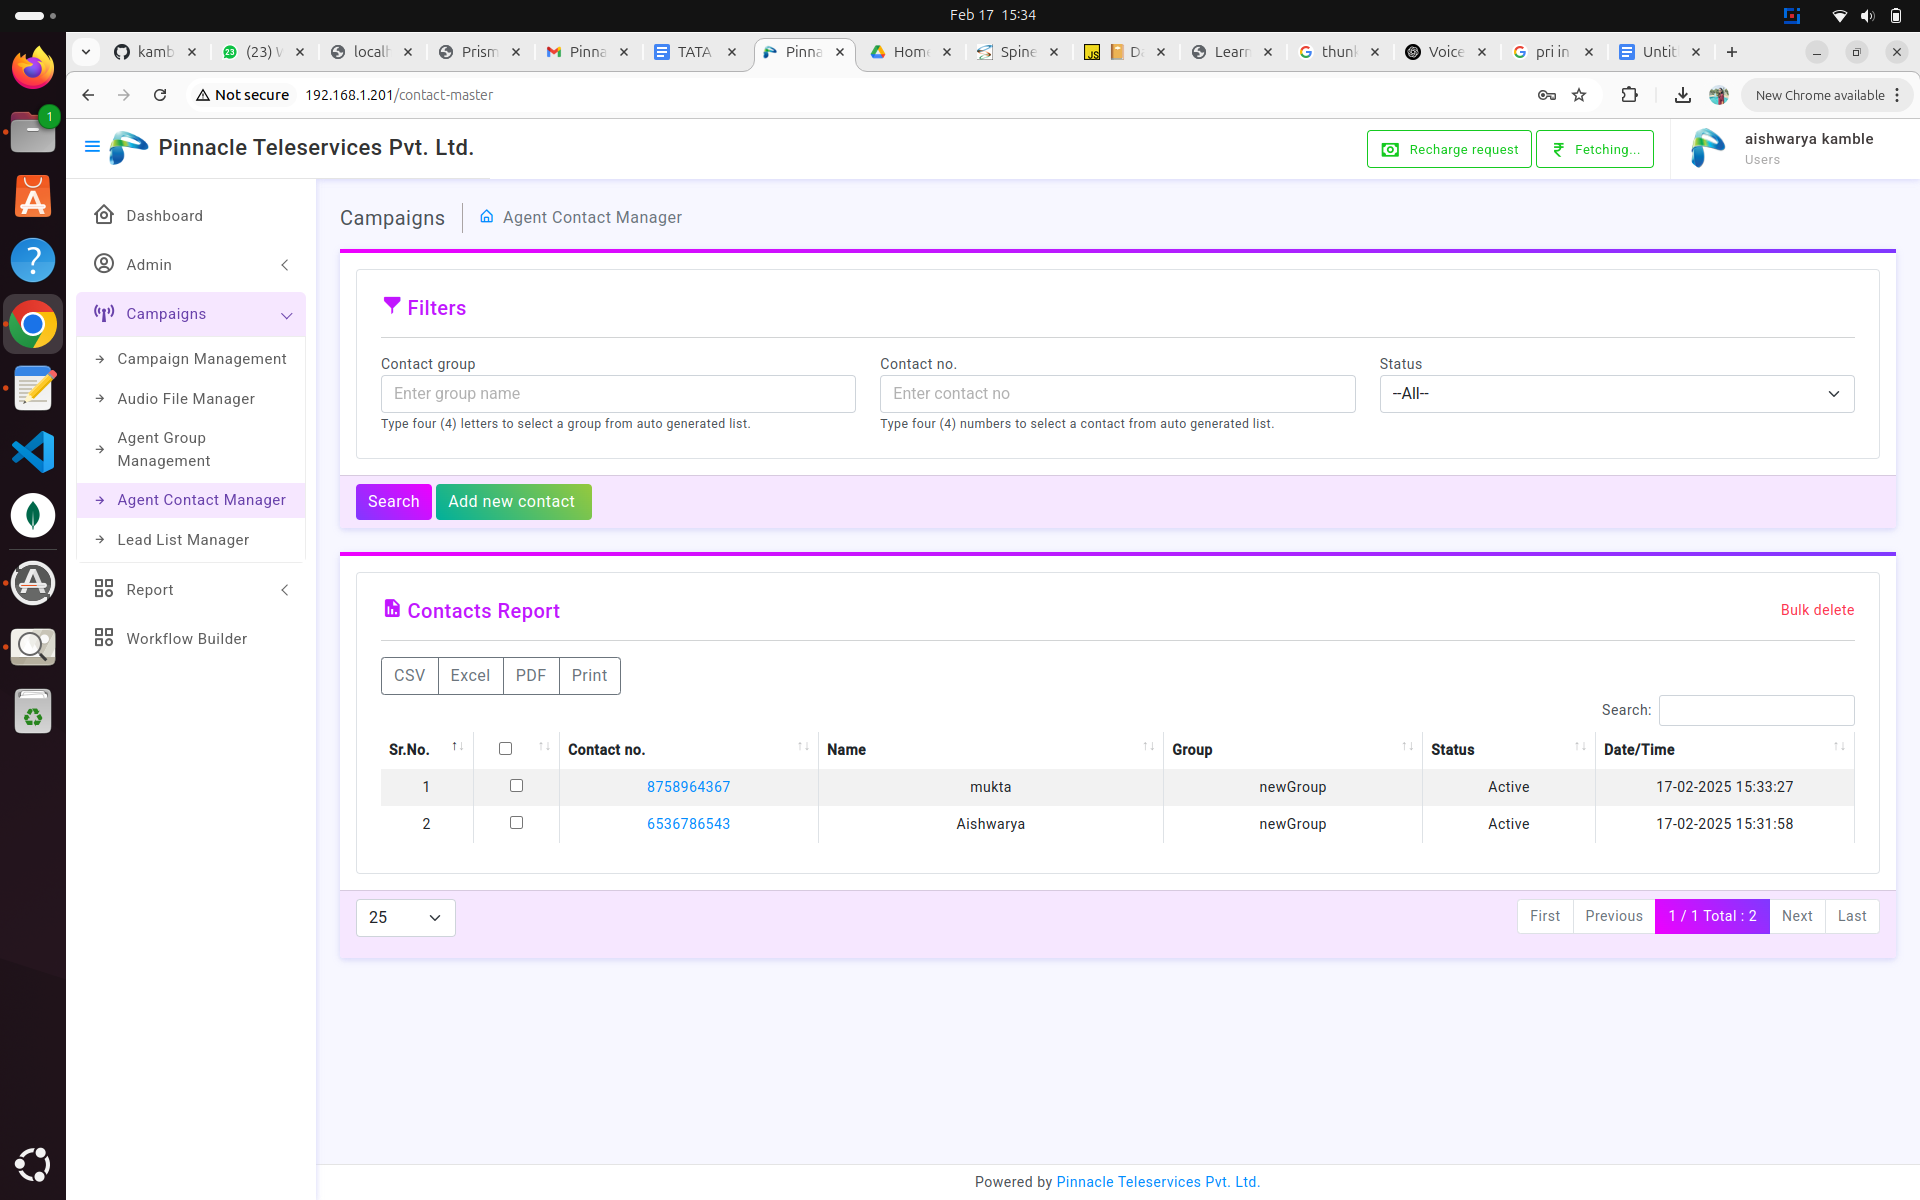 Feb 17 15:34
kamb
(23) W
localh
Prism
Pinna
TATA
Pinna
Home
Spine
Da
Learn
thunk
Voice
pri in
Untit
Not secure
192.168.1.201/contact-master
New Chrome available
Pinnacle Teleservices Pvt. Ltd.
Recharge request
Fetching...
aishwarya kamble
Users
Dashboard
Admin
Campaigns
Campaign Management
Audio File Manager
Agent Group
Management
Agent Contact Manager
Lead List Manager
Report
Workflow Builder
Campaigns
Agent Contact Manager
Filters
Contact group
Contact no.
Status
Enter group name
Enter contact no
--All--
Type four (4) letters to select a group from auto generated list.
Type four (4) numbers to select a contact from auto generated list.
Search
Add new contact
Contacts Report
Bulk delete
CSV Excel PDF Print
Search:
Sr.No. Contact no. Name Group Status Date/Time
1 8758964367 mukta newGroup Active 17-02-2025 15:33:27
2 6536786543 Aishwarya newGroup Active 17-02-2025 15:31:58
25
First Previous 1 / 1 Total : 2 Next Last
Powered by Pinnacle Teleservices Pvt. Ltd.